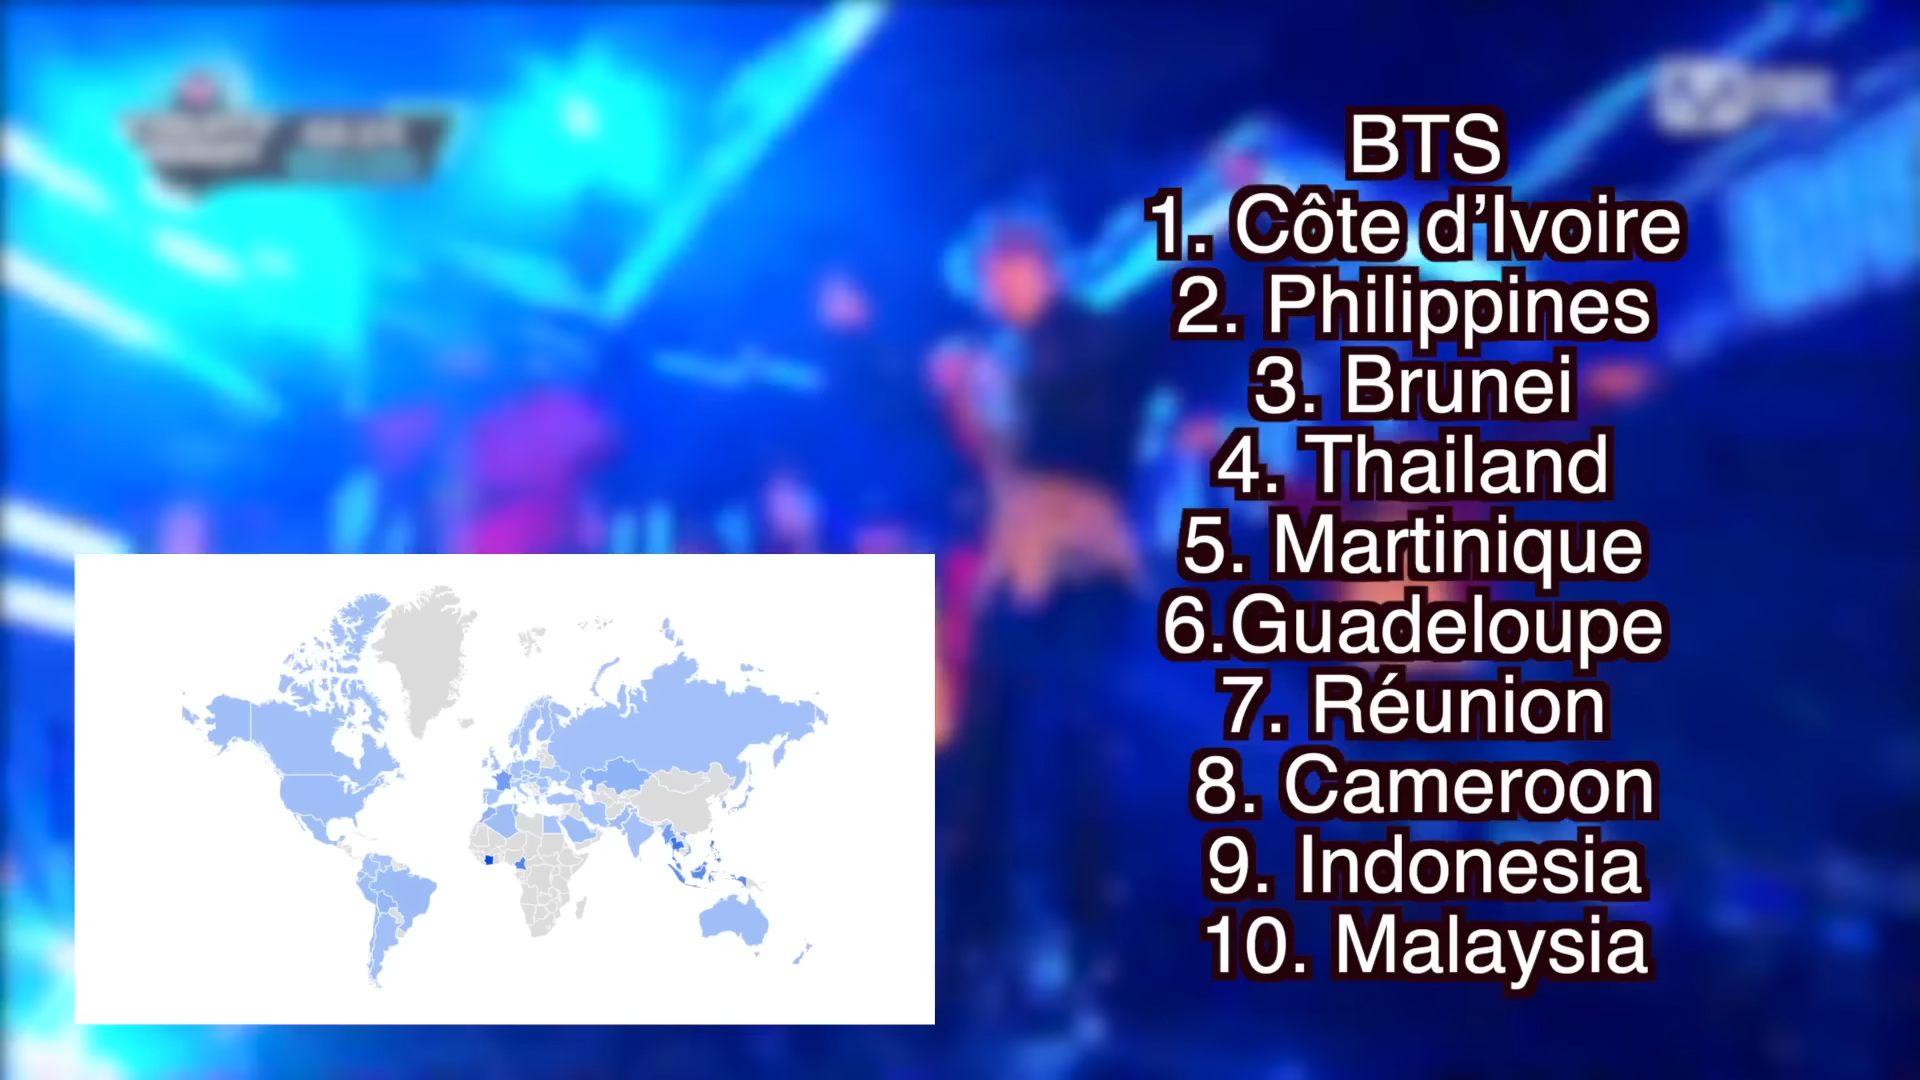 BTS
1. Côte d’Ivoire
2. Philippines
3. Brunei
4. Thailand
5. Martinique
6.Guadeloupe
7. Réunion
8. Cameroon
9. Indonesia
10. Malaysia